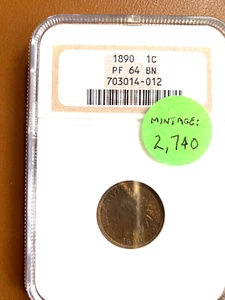 1890 1C
PF 64 BN
703014-012
MINTAGE:
2,740